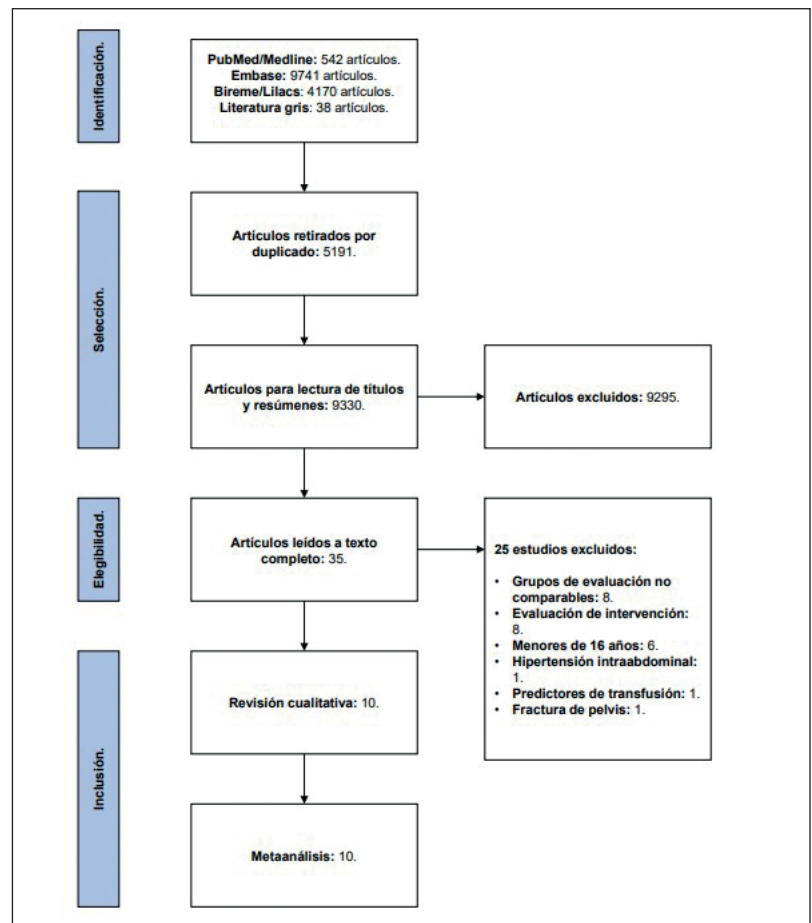 Identificación.
PubMed/Medline: 542 artículos.
Embase: 9741 artículos.
Bireme/Lilacs: 4170 artículos.
Literatura gris: 38 artículos.
Selección.
Artículos retirados por
duplicado: 5191.
Artículos para lectura de títulos
y resúmenes: 9330.
Artículos excluidos: 9295.
Elegibilidad.
Artículos leídos a texto
completo: 35.
25 estudios excluidos:
• Grupos de evaluación no
comparables: 8.
• Evaluación de intervención:
8.
• Menores de 16 años: 6.
• Hipertensión intraabdominal:
1.
• Predictores de transfusión: 1.
• Fractura de pelvis: 1.
Inclusión.
Revisión cualitativa: 10.
Metaanálisis: 10.